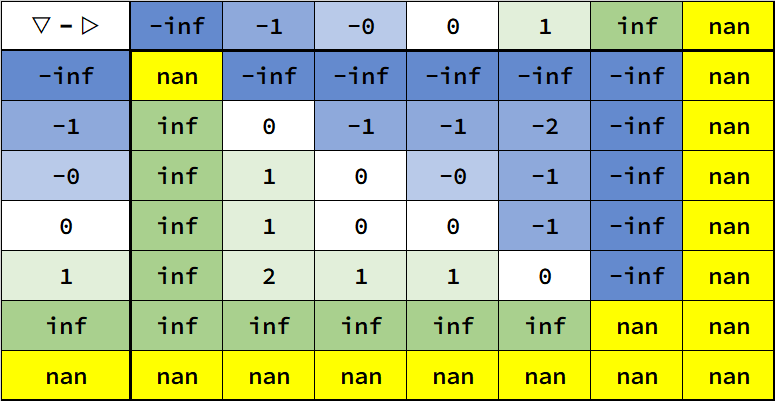 ▽ - ▷ -inf -1 -0 0 1 inf nan
-inf nan -inf -inf -inf -inf -inf nan
-1 inf 0 -1 -1 -2 -inf nan
-0 inf 1 0 -0 -1 -inf nan
0 inf 1 0 0 -1 -inf nan
1 inf 2 1 1 0 -inf nan
inf inf inf inf inf inf nan nan
nan nan nan nan nan nan nan nan